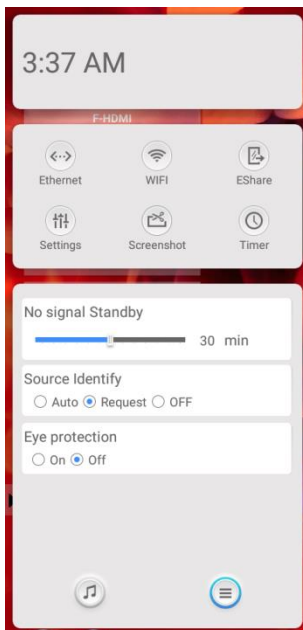 3:37 AM
F-HDMI
Ethernet WIFI EShare
Settings Screenshot Timer
No signal Standby
30 min
Source Identify
Auto Request OFF
Eye protection
On Off